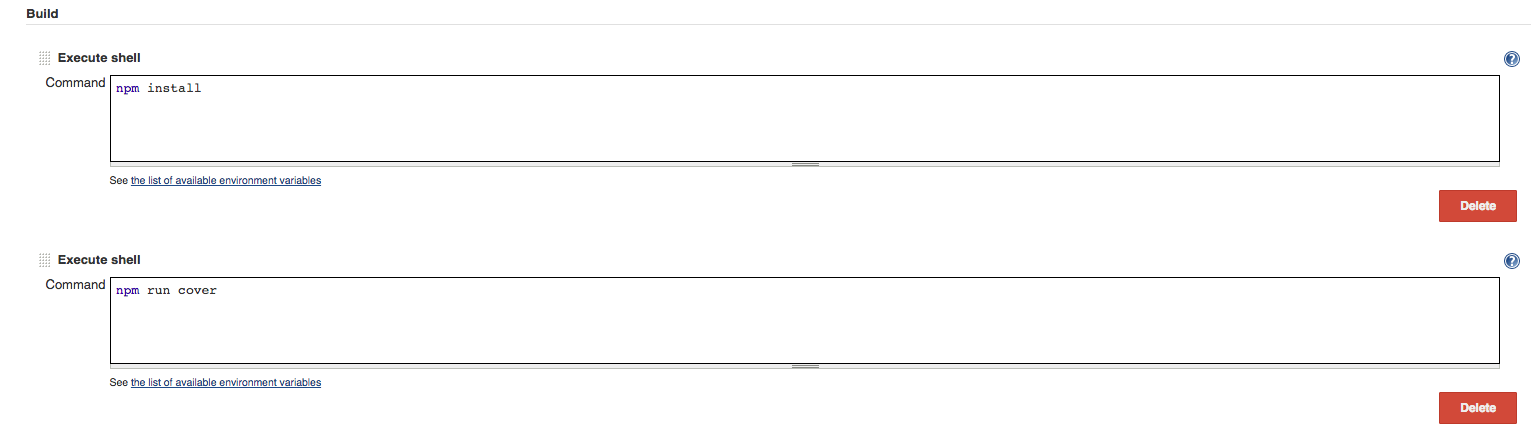 Build
Execute shell
?
Command
npm install
See the list of available environment variables
Delete
Execute shell
?
Command
npm run cover
See the list of available environment variables
Delete